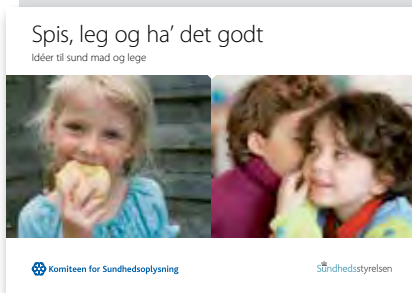 Spis, leg og ha' det godt
Idéer til sund mad og lege
Komiteen for Sundhedsoplysning
Sundhedsstyrelsen